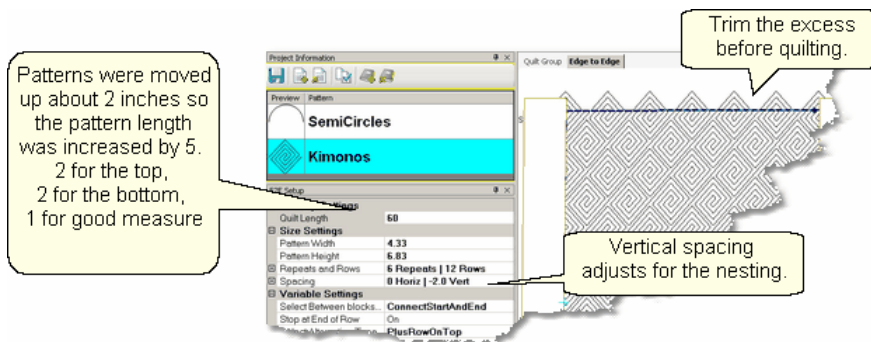 Trim the excess
before quilting.
Patterns were moved
up about 2 inches so
the pattern length
was increased by 5.
2 for the top,
2 for the bottom,
1 for good measure
Project Information
Preview Pattern
SemiCircles
Kimonos
Quilt Group Edge to Edge
Setup
Quilt Length 60
Size Settings
Pattern Width 4.33
Pattern Height 6.83
Repeats and Rows 6 Repeats | 12 Rows
Spacing 0 Horiz | -2.0 Vert
Variable Settings
Select Between blocks... ConnectStartAndEnd
Stop at End of Row On
PlusRowOnTop
Vertical spacing
adjusts for the nesting.